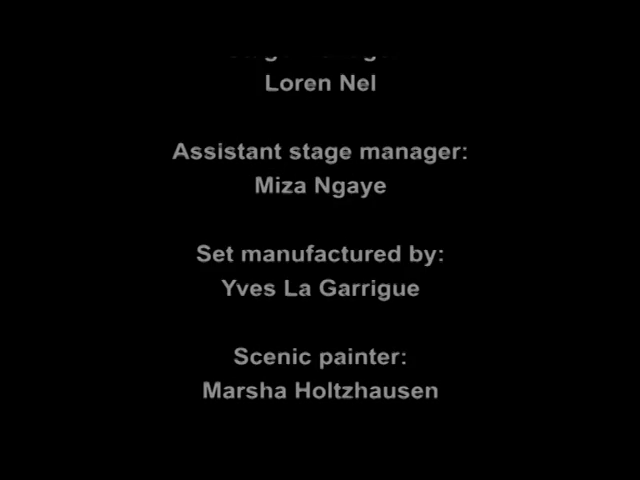 Loren Nel
Assistant stage manager:
Miza Ngaye
Set manufactured by:
Yves La Garrigue
Scenic painter:
Marsha Holtzhausen